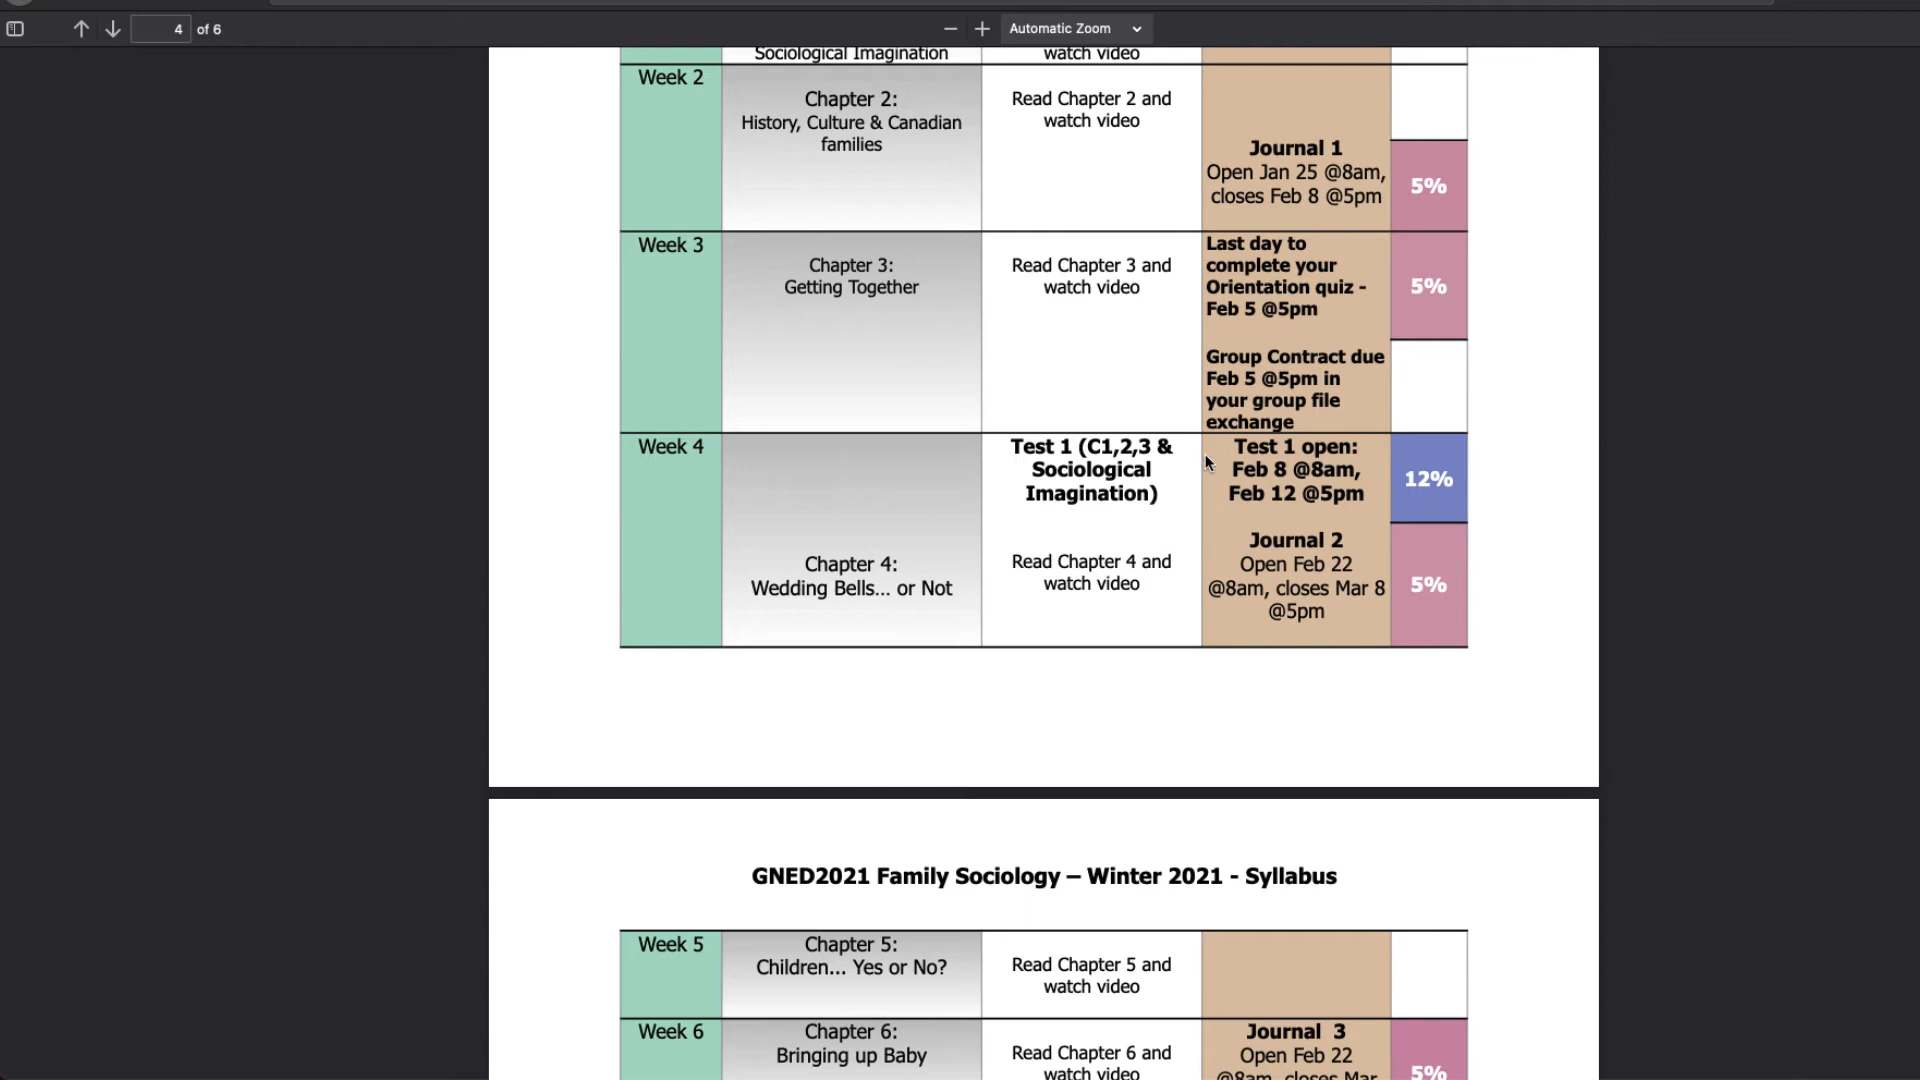 4 of 6
Automatic Zoom
Sociological Imagination
watch video
Week 2
Chapter 2:
History, Culture & Canadian
families
Read Chapter 2 and
watch video
Journal 1
Open Jan 25 @8am,
closes Feb 8 @5pm
5%
Week 3
Chapter 3:
Getting Together
Read Chapter 3 and
watch video
Last day to
complete your
Orientation quiz -
Feb 5 @5pm
Group Contract due
Feb 5 @5pm in
your group file
exchange
5%
Week 4
Chapter 4:
Wedding Bells... or Not
Test 1 (C1,2,3 &
Sociological
Imagination)
Read Chapter 4 and
watch video
Test 1 open:
Feb 8 @8am,
Feb 12 @5pm
Journal 2
Open Feb 22
@8am, closes Mar 8
@5pm
12%
5%
GNED2021 Family Sociology – Winter 2021 - Syllabus
Week 5
Chapter 5:
Children... Yes or No?
Read Chapter 5 and
watch video
Week 6
Chapter 6:
Bringing up Baby
Read Chapter 6 and
watch video
Journal 3
Open Feb 22
@8am, closes Mar
5%